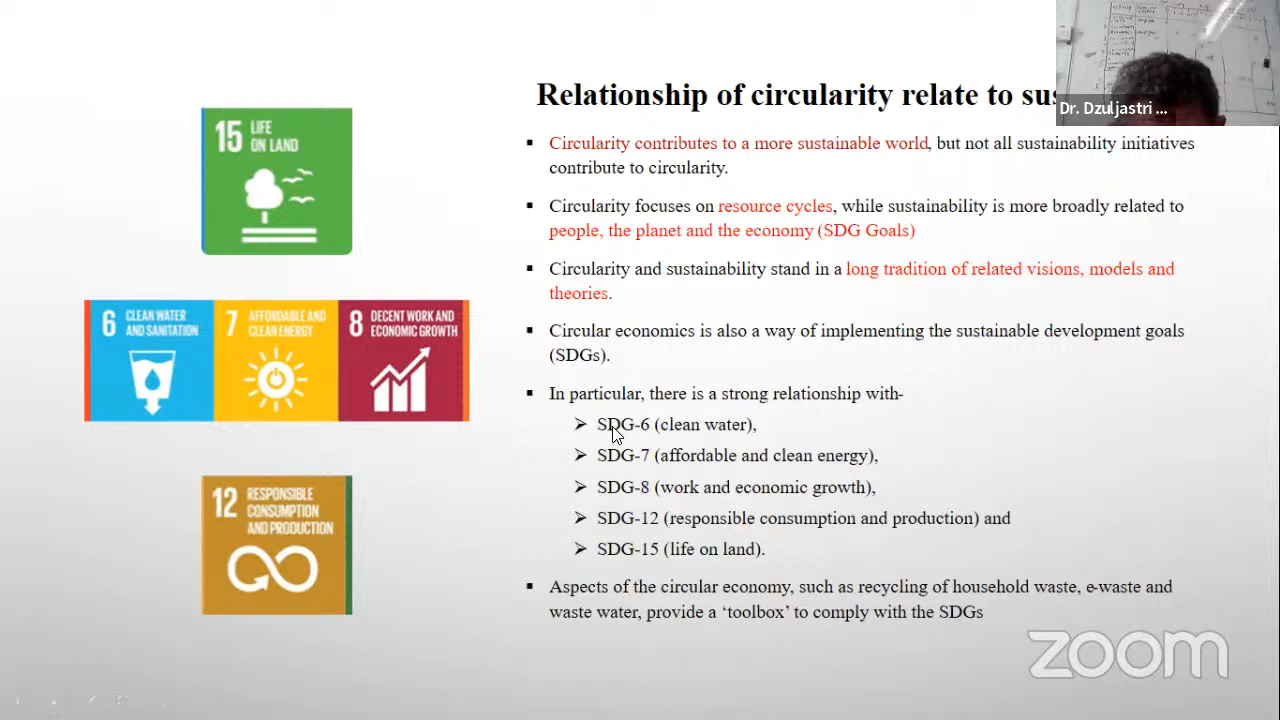 Relationship of circularity relate to sus
Dr. Dzuljastri ...
15 LIFE
ON LAND
▪ Circularity contributes to a more sustainable world, but not all sustainability initiatives
contribute to circularity.
▪ Circularity focuses on resource cycles, while sustainability is more broadly related to
people, the planet and the economy (SDG Goals)
▪ Circularity and sustainability stand in a long tradition of related visions, models and
theories.
6 CLEAN WATER
AND SANITATION
7 AFFORDABLE AND
CLEAN ENERGY
8 DECENT WORK AND
ECONOMIC GROWTH
▪ Circular economics is also a way of implementing the sustainable development goals
(SDGs).
▪ In particular, there is a strong relationship with-
➢ SDG-6 (clean water),
➢ SDG-7 (affordable and clean energy),
➢ SDG-8 (work and economic growth),
➢ SDG-12 (responsible consumption and production) and
➢ SDG-15 (life on land).
12 RESPONSIBLE
CONSUMPTION
AND PRODUCTION
▪ Aspects of the circular economy, such as recycling of household waste, e-waste and
waste water, provide a ‘toolbox’ to comply with the SDGs
zoom